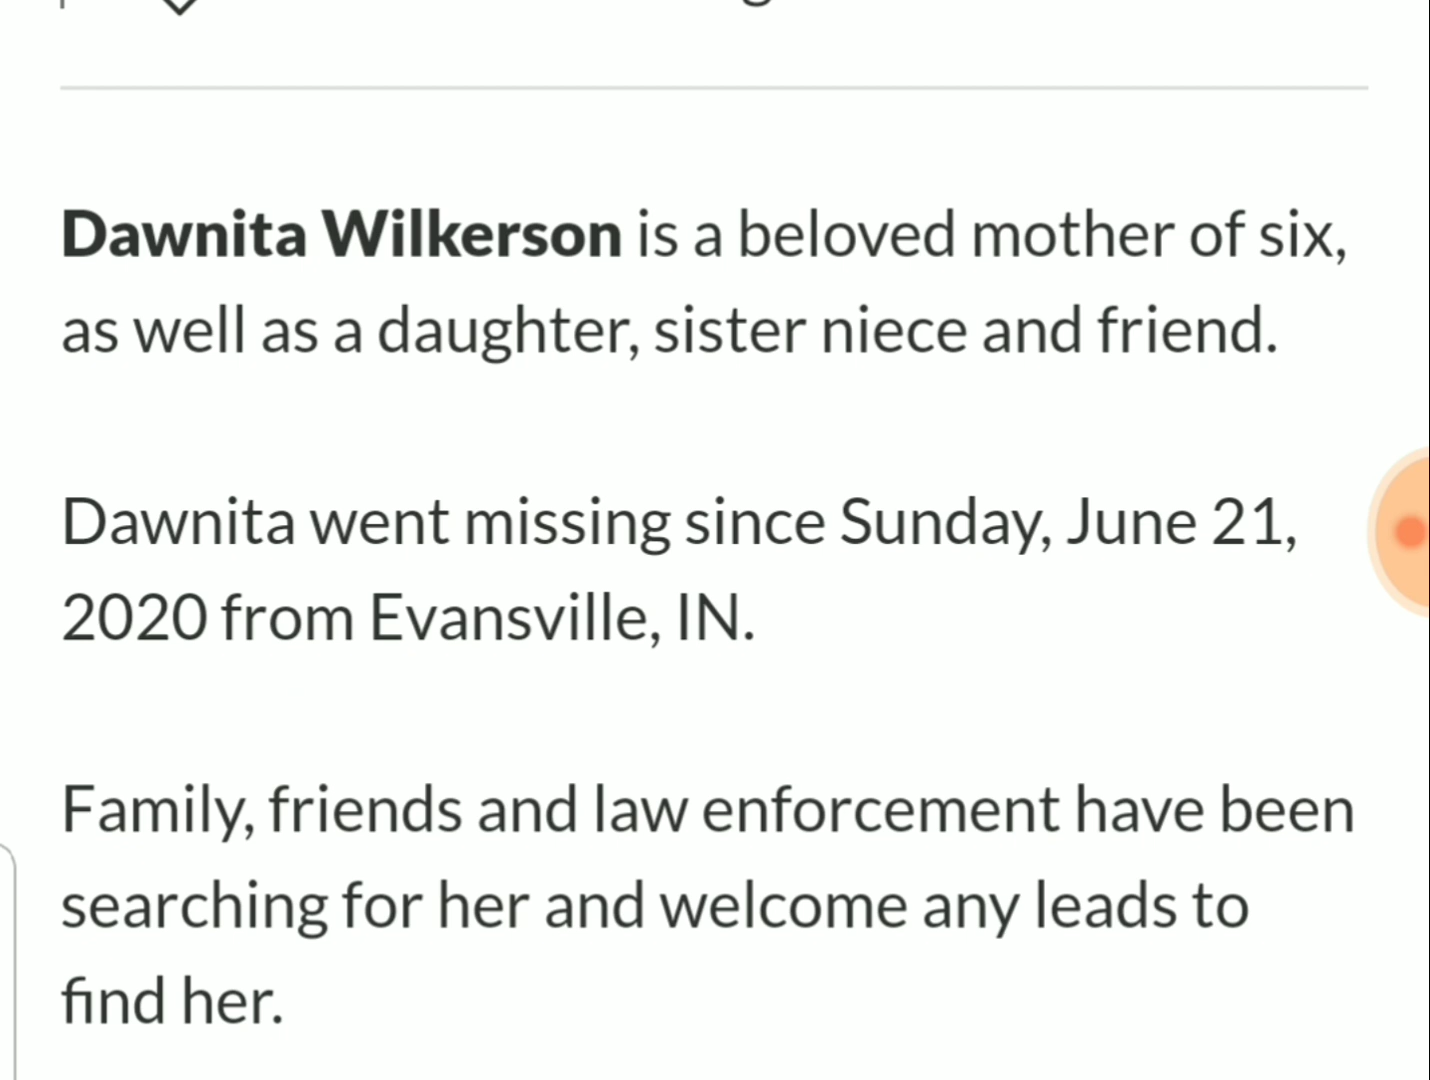 Dawnita Wilkerson is a beloved mother of six,
as well as a daughter, sister niece and friend.
Dawnita went missing since Sunday, June 21,
2020 from Evansville, IN.
Family, friends and law enforcement have been
searching for her and welcome any leads to
find her.